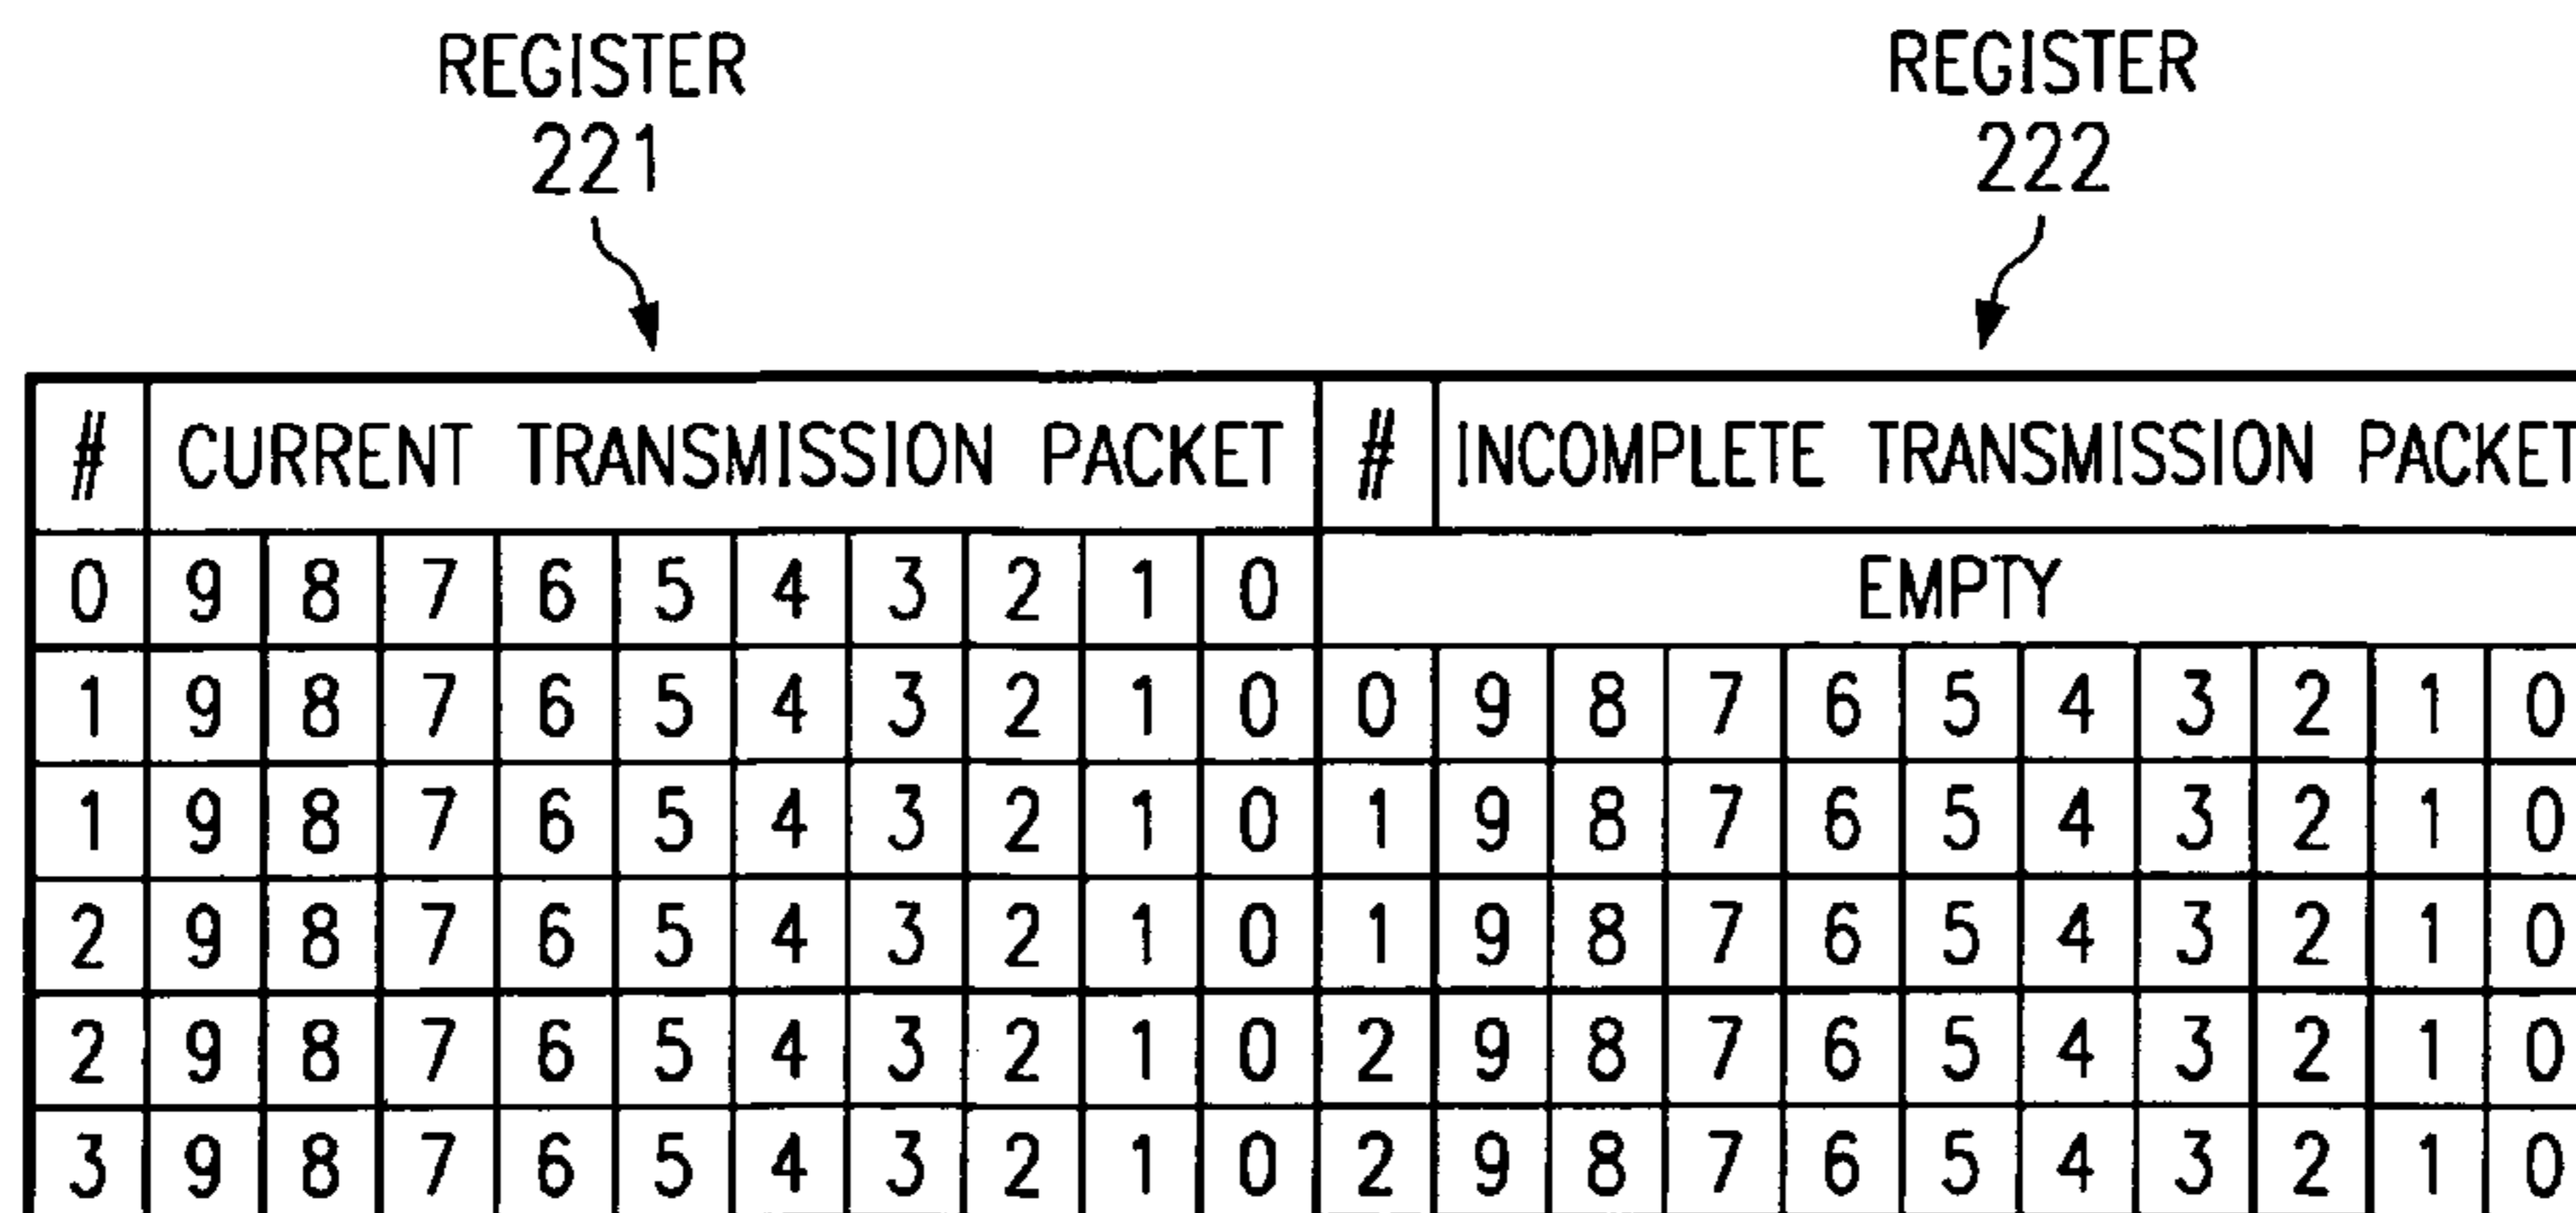 REGISTER 221
REGISTER 222
# CURRENT TRANSMISSION PACKET # INCOMPLETE TRANSMISSION PACKET
0 9 8 7 6 5 4 3 2 1 0 EMPTY
1 9 8 7 6 5 4 3 2 1 0 0 9 8 7 6 5 4 3 2 1 0
1 9 8 7 6 5 4 3 2 1 0 1 9 8 7 6 5 4 3 2 1 0
2 9 8 7 6 5 4 3 2 1 0 1 9 8 7 6 5 4 3 2 1 0
2 9 8 7 6 5 4 3 2 1 0 2 9 8 7 6 5 4 3 2 1 0
3 9 8 7 6 5 4 3 2 1 0 2 9 8 7 6 5 4 3 2 1 0